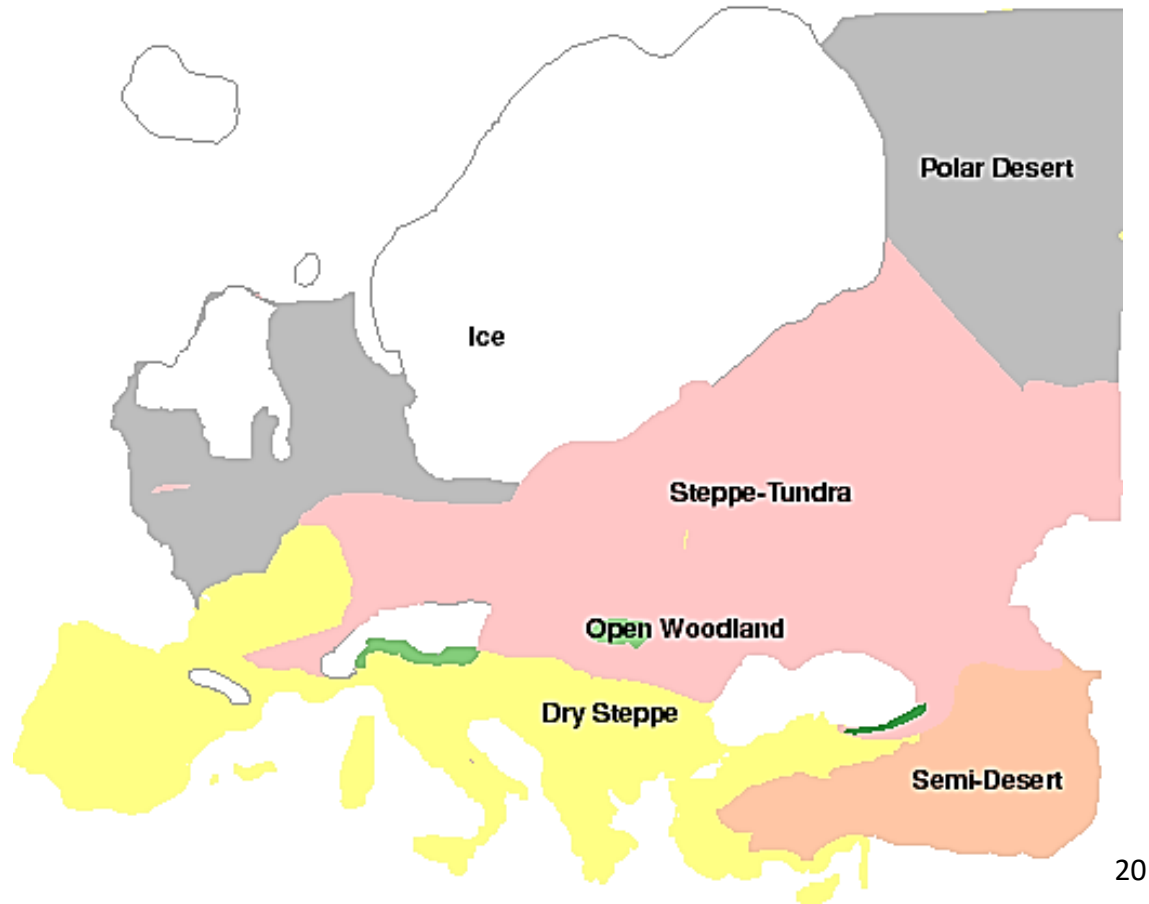 Polar Desert
Ice
Steppe-Tundra
Open Woodland
Dry Steppe
Semi-Desert
20